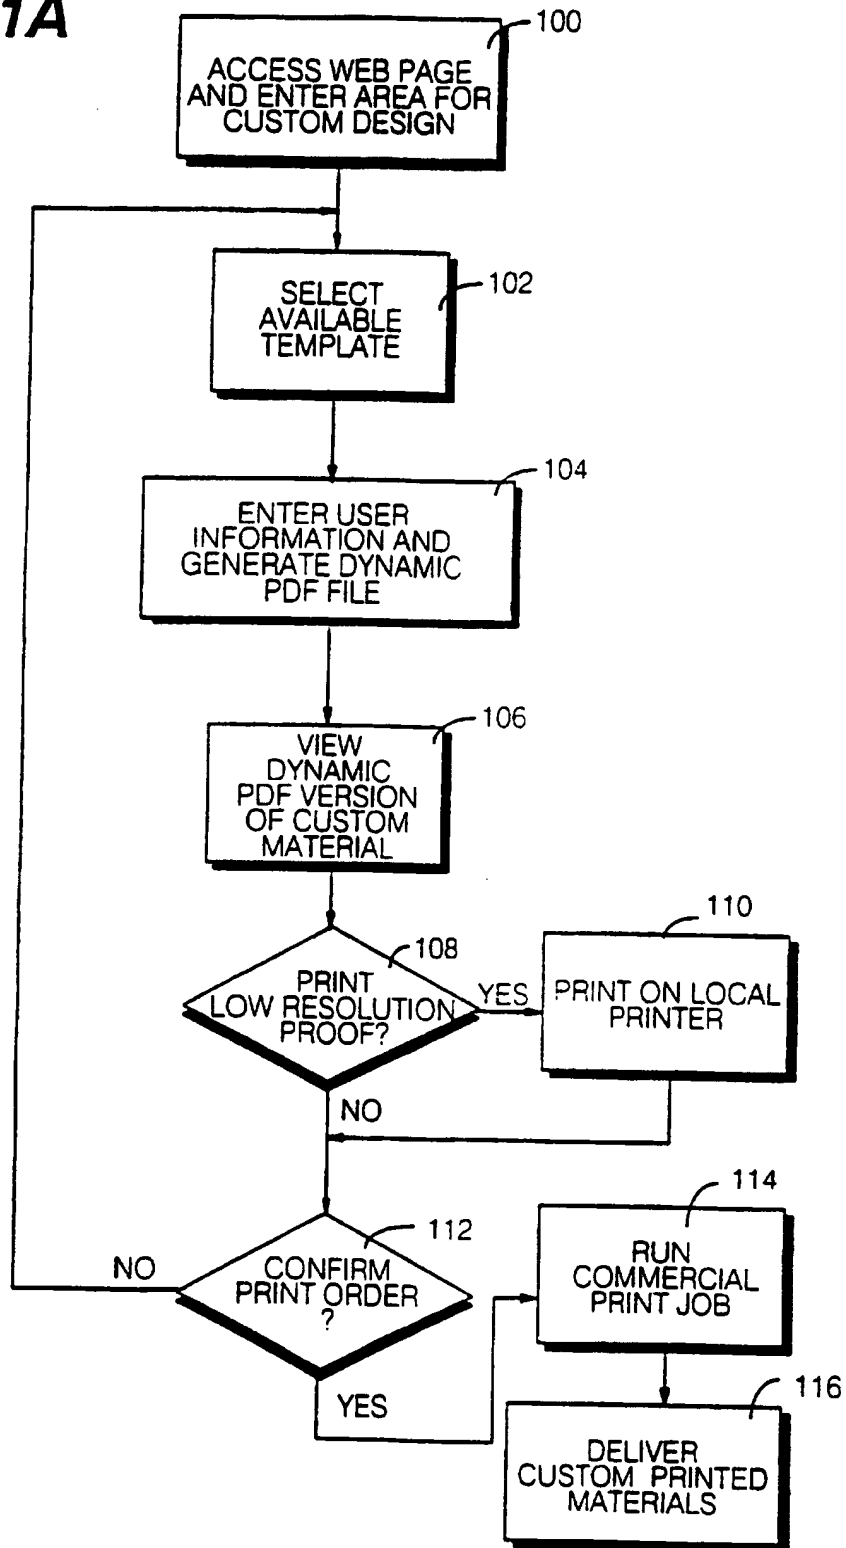 1A
100
ACCESS WEB PAGE
AND ENTER AREA FOR
CUSTOM DESIGN
102
SELECT
AVAILABLE
TEMPLATE
104
ENTER USER
INFORMATION AND
GENERATE DYNAMIC
PDF FILE
106
VIEW
DYNAMIC
PDF VERSION
OF CUSTOM
MATERIAL
108
PRINT
LOW RESOLUTION
PROOF?
YES
110
PRINT ON LOCAL
PRINTER
NO
112
CONFIRM
PRINT ORDER
?
NO
YES
114
RUN
COMMERCIAL
PRINT JOB
116
DELIVER
CUSTOM PRINTED
MATERIALS